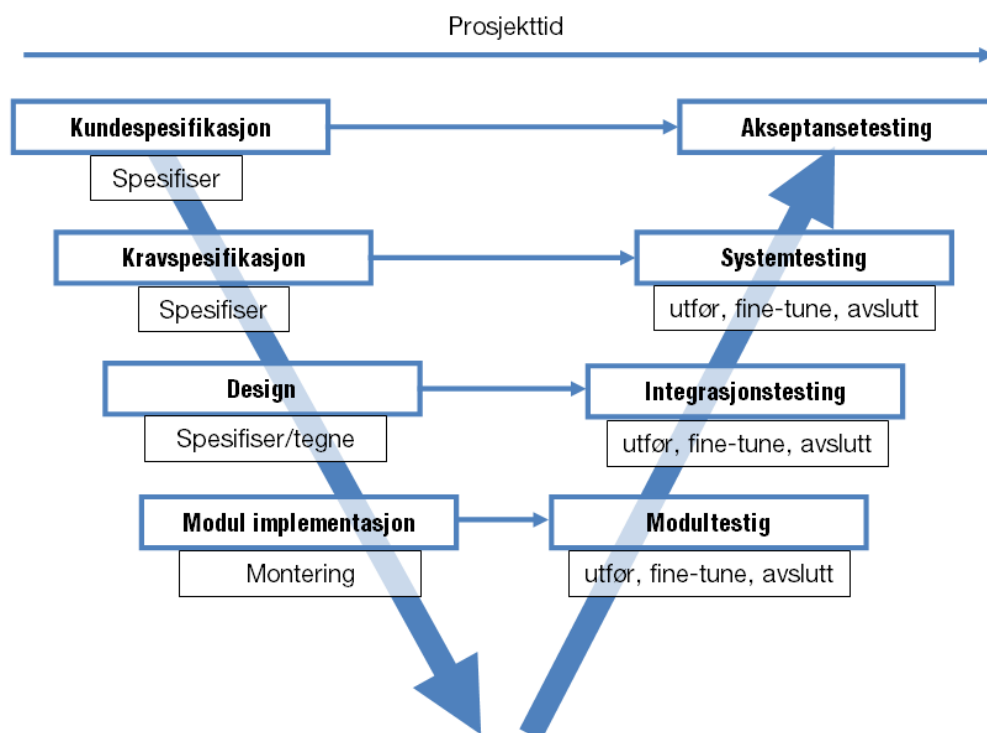 Prosjekttid
Kundespesifikasjon
Akseptansetesting
Spesifiser
Kravspesifikasjon
Systemtesting
Spesifiser
utfør, fine-tune, avslutt
Design
Integrasjonstesting
Spesifiser/tegne
utfør, fine-tune, avslutt
Modul implementasjon
Modultestig
Montering
utfør, fine-tune, avslutt